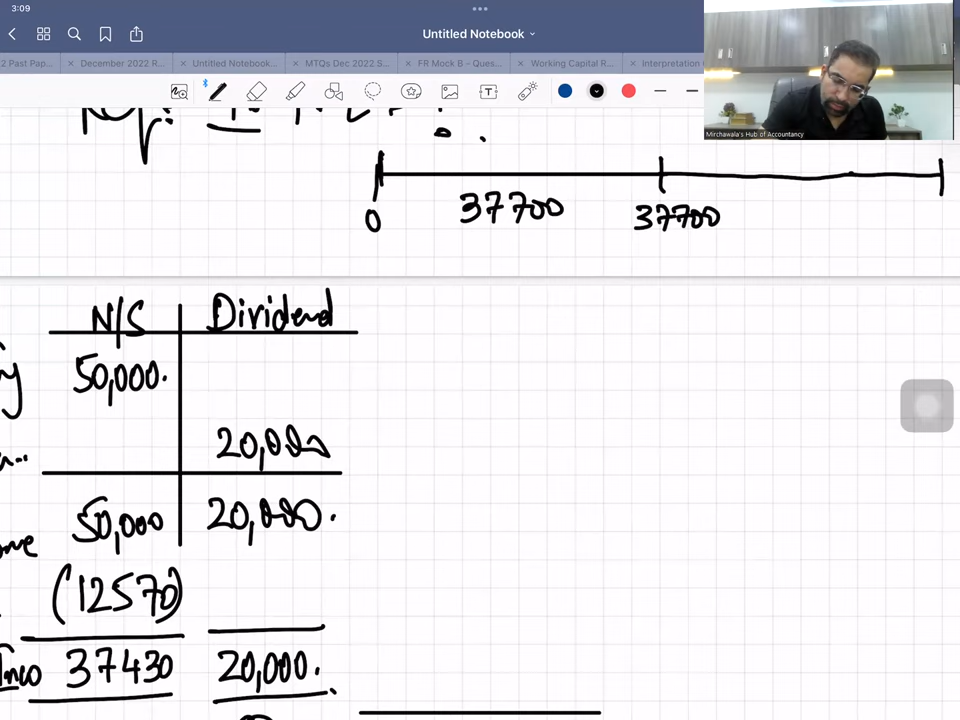 3:09
Untitled Notebook
2 Past Pap...
December 2022 R...
Untitled Notebook...
MTQs Dec 2022 S...
FR Mock B - Ques...
Working Capital R...
Interpretation
Mirchawala's Hub of Accountancy
0 37700 37700
N/S Dividend
50,000.
20,000
50,000 20,000.
(12570)
Inco 37430 20,000.